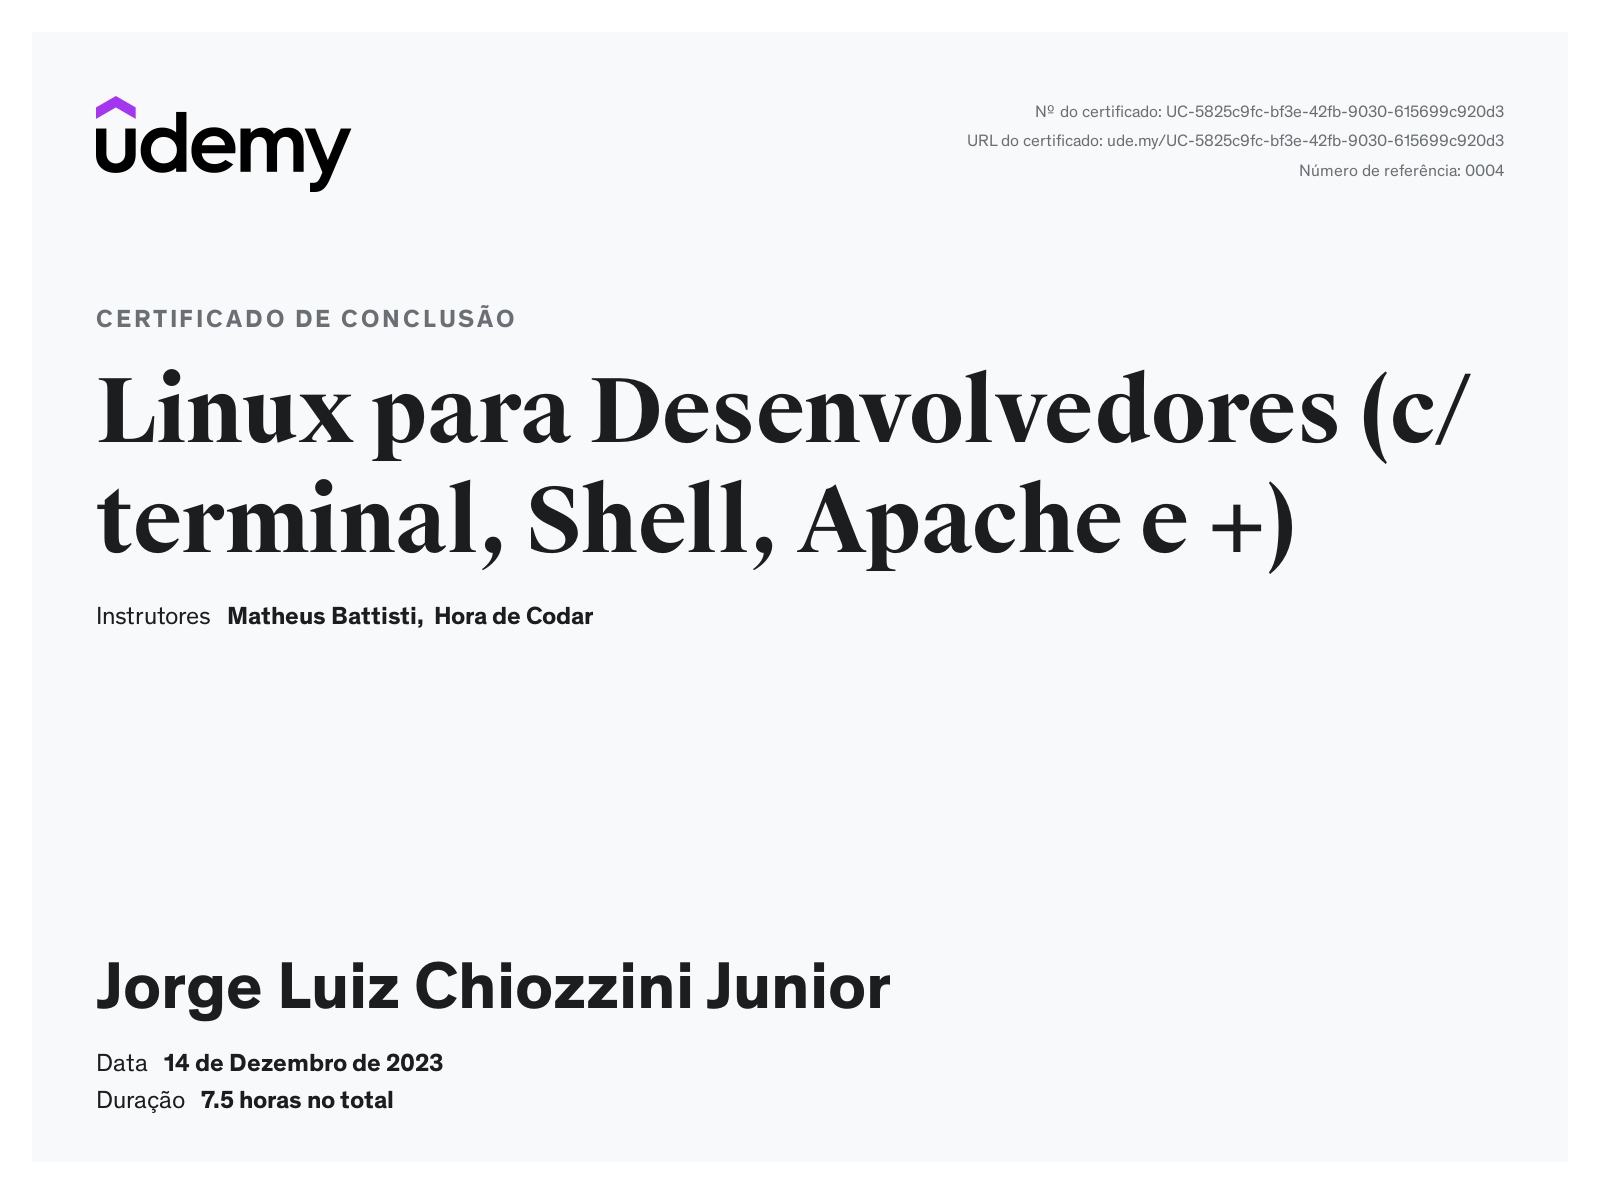 udemy
Nº do certificado: UC-5825c9fc-bf3e-42fb-9030-615699c920d3
URL do certificado: ude.my/UC-5825c9fc-bf3e-42fb-9030-615699c920d3
Número de referência: 0004
CERTIFICADO DE CONCLUSÃO
Linux para Desenvolvedores (c/
terminal, Shell, Apache e +)
Instrutores Matheus Battisti, Hora de Codar
Jorge Luiz Chiozzini Junior
Data 14 de Dezembro de 2023
Duração 7.5 horas no total